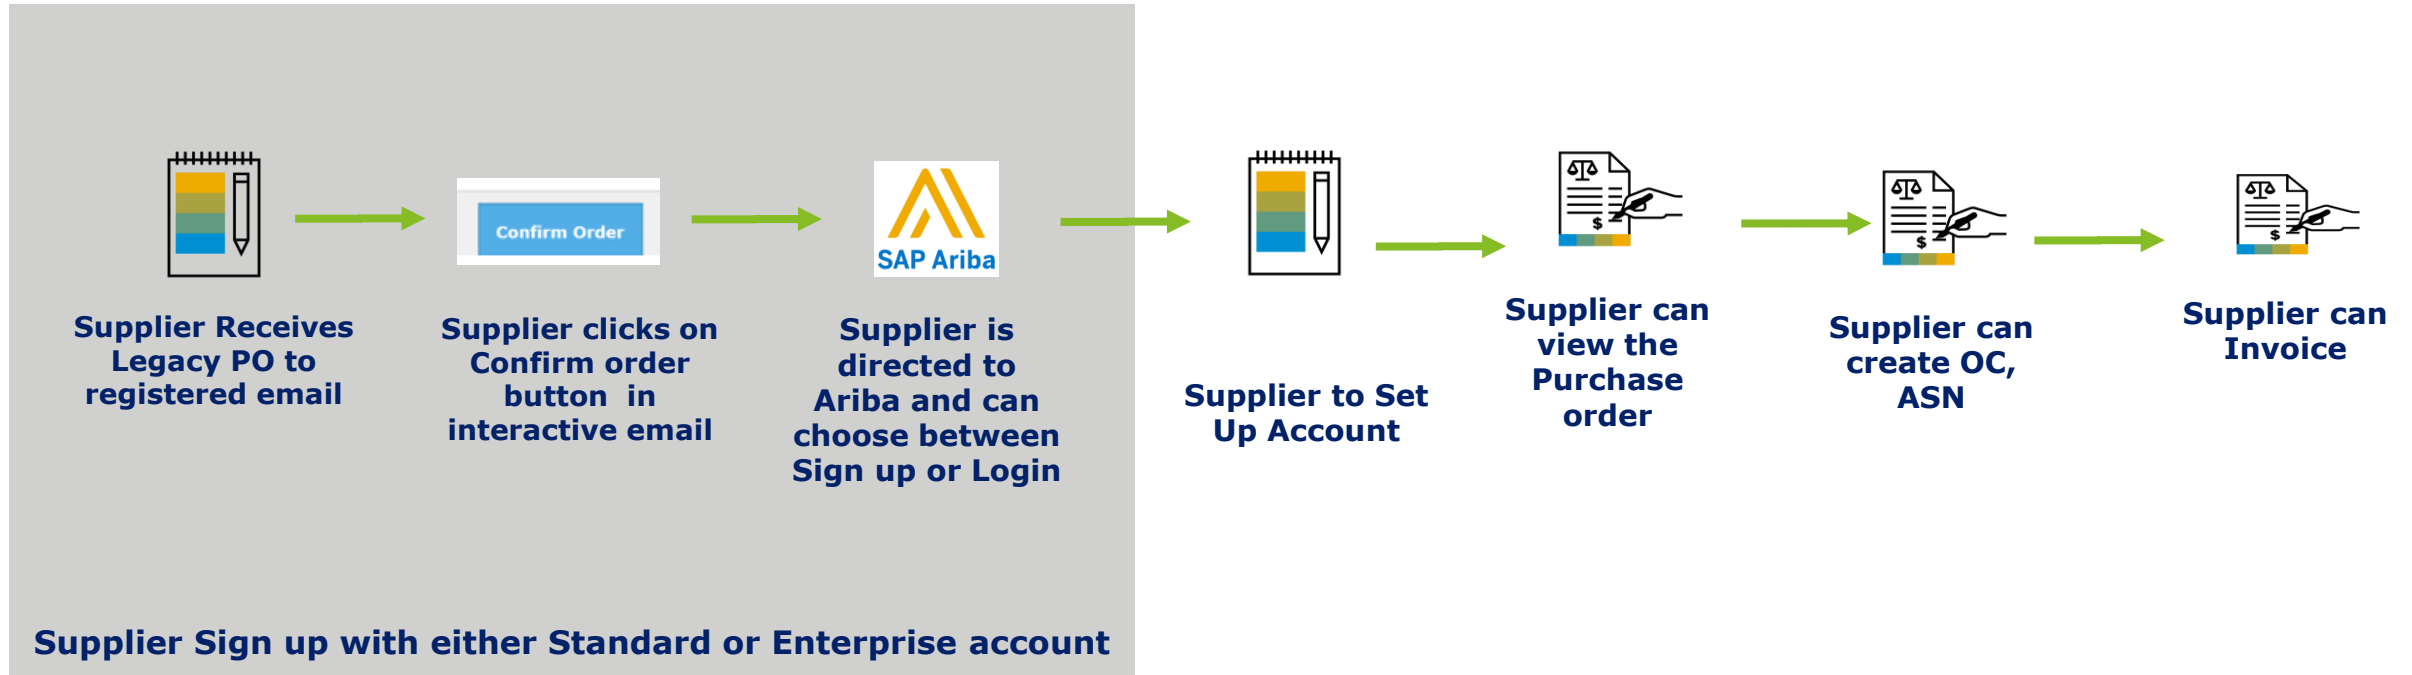 Confirm Order
SAP Ariba
Supplier Receives
Legacy PO to
registered email
Supplier clicks on
Confirm order
button in
interactive email
Supplier is
directed to
Ariba and can
choose between
Sign up or Login
Supplier to Set
Up Account
$
Supplier can
view the
Purchase
order
$
Supplier can
create OC,
ASN
$
Supplier can
Invoice
Supplier Sign up with either Standard or Enterprise account